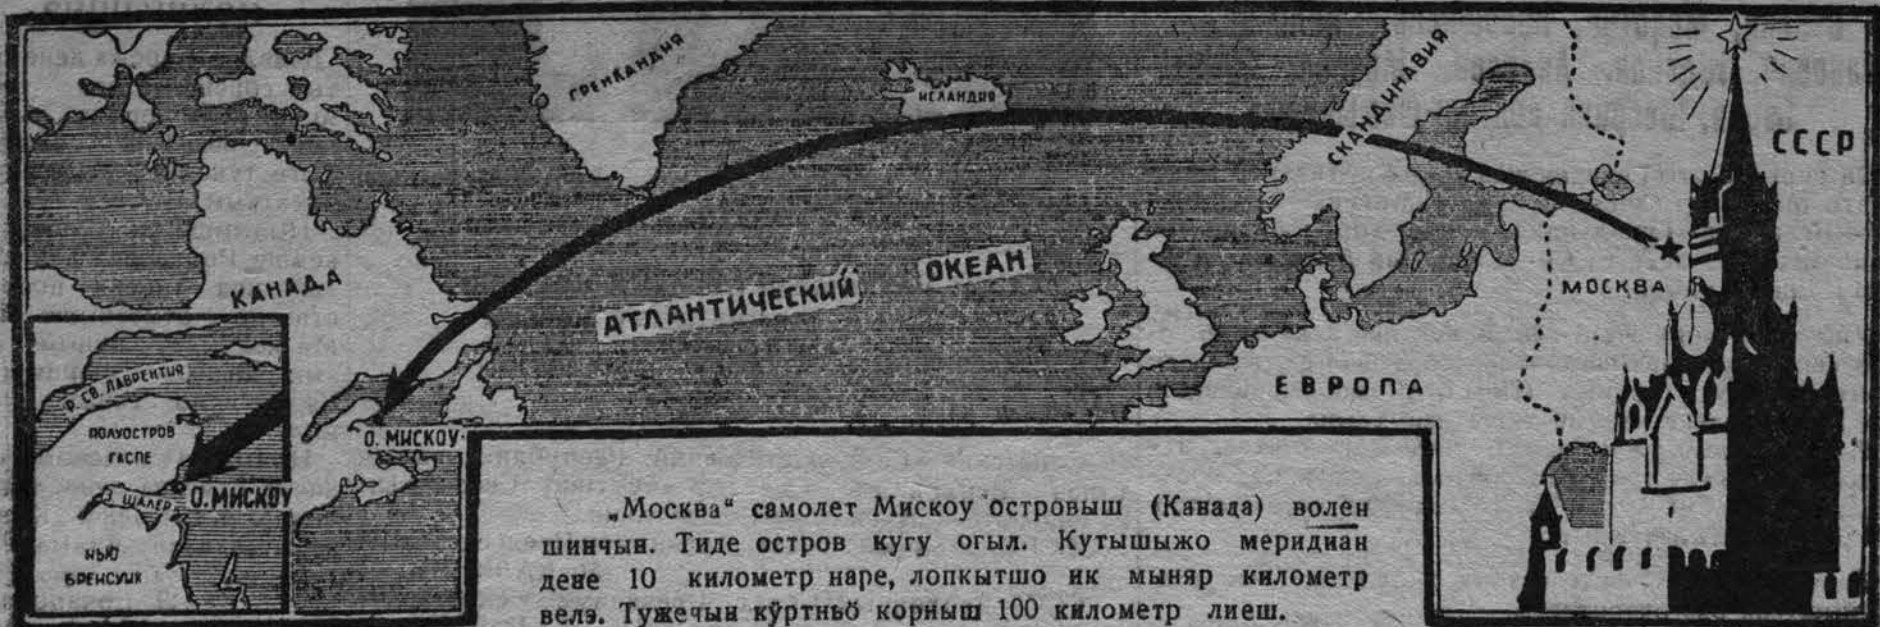 ГРЕНЛАНДИЯ
ИСЛАНДИЯ
СКАНДИНАВИЯ
СССР
КАНАДА
АТЛАНТИЧЕСКИЙ ОКЕАН
МОСКВА
ЕВРОПА
О. МИСКОУ
Р. СВ. ЛАВРЕНТИЯ
ПОЛУОСТРОВ
ГАСПЕ
З. ШАЛЕР
О. МИСКОУ
НЬЮ
БРЕНСУИК
„Москва“ самолет Мискоу островыш (Канада) волен
шинчын. Тиде остров кугу огыл. Кутышыжо меридиан
дене 10 километр наре, лопкытшо ик мыняр километр
велэ. Тужечын кӱртньӧ корныш 100 километр лиеш.